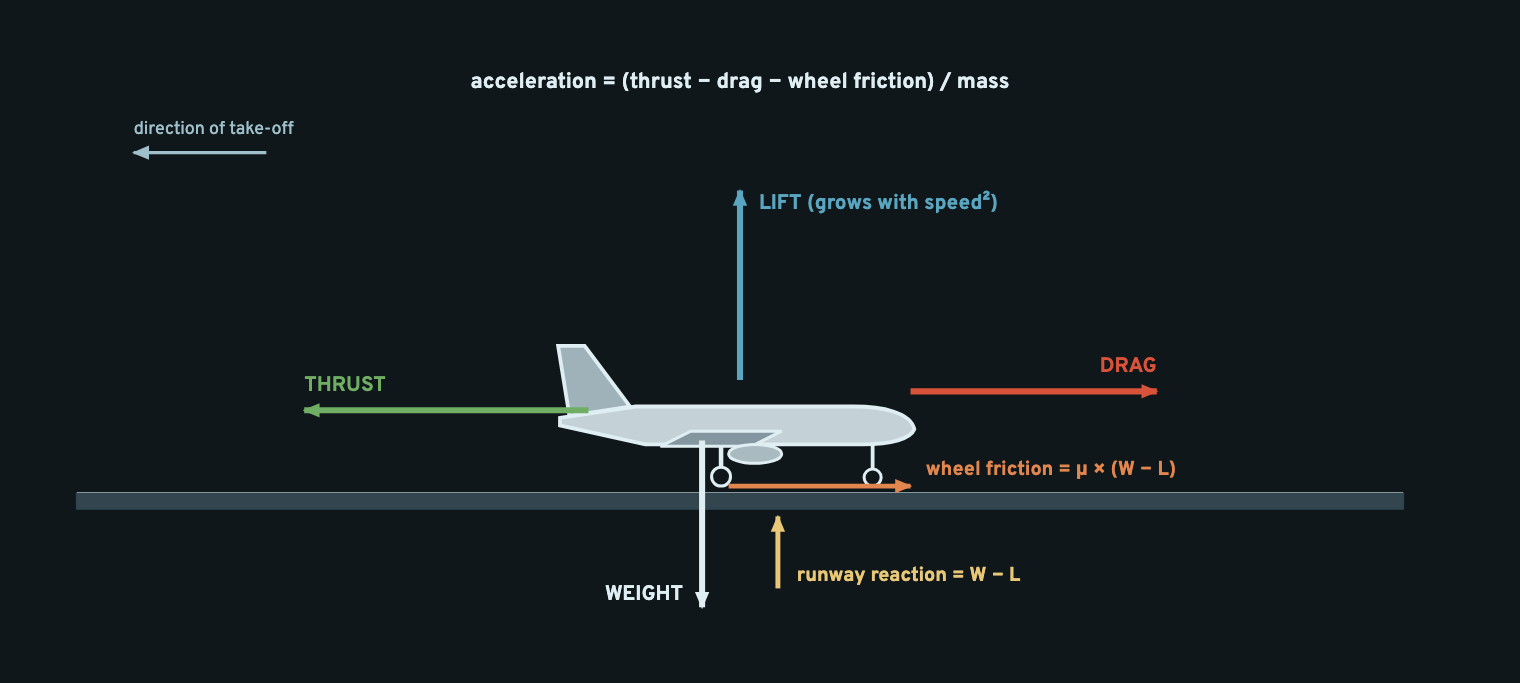 acceleration = (thrust − drag − wheel friction) / mass
direction of take-off
LIFT (grows with speed²)
DRAG
THRUST
wheel friction = μ × (W − L)
runway reaction = W − L
WEIGHT